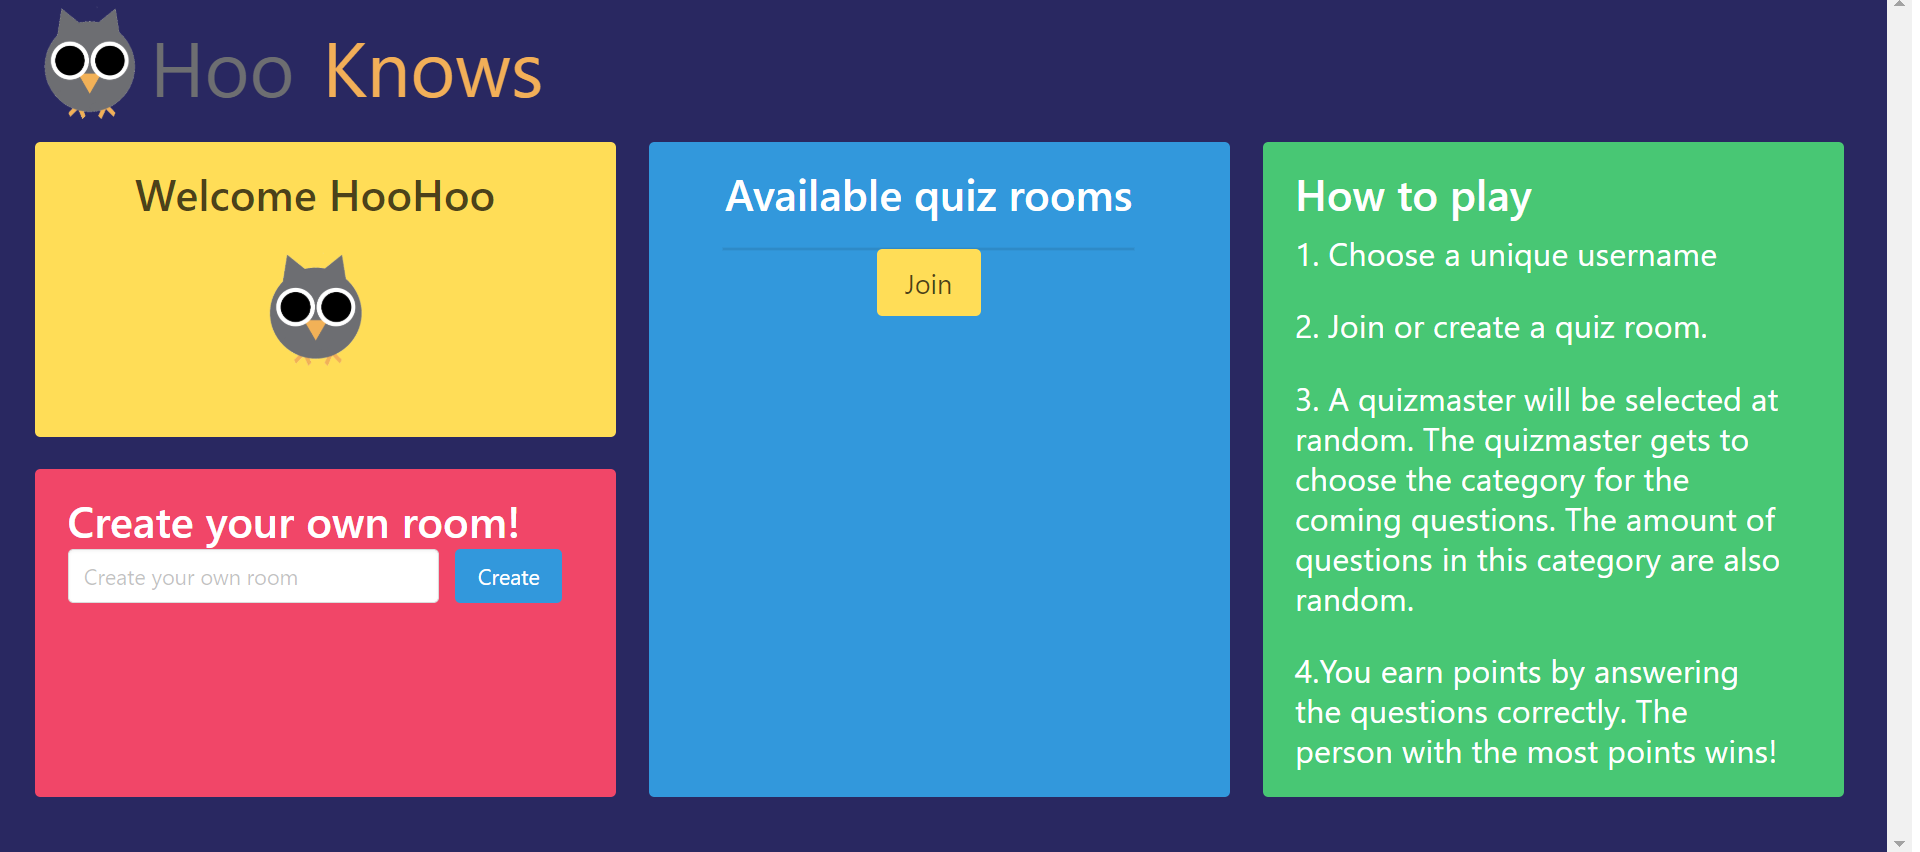 Hoo Knows
Welcome HooHoo
Create your own room!
Create your own room
Create
Available quiz rooms
Join
How to play
1. Choose a unique username
2. Join or create a quiz room.
3. A quizmaster will be selected at
random. The quizmaster gets to
choose the category for the
coming questions. The amount of
questions in this category are also
random.
4.You earn points by answering
the questions correctly. The
person with the most points wins!